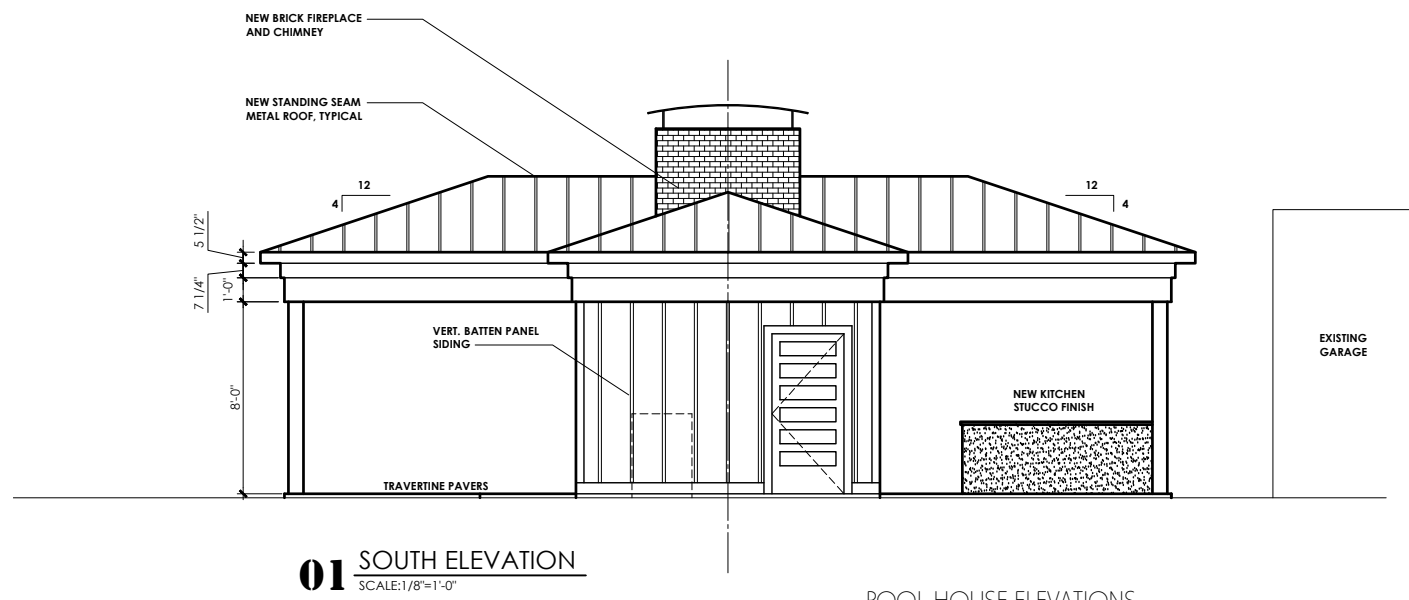 NEW BRICK FIREPLACE
AND CHIMNEY
NEW STANDING SEAM
METAL ROOF, TYPICAL
12
4
12
4
5 1/2"
7 1/4"
1'-0"
8'-0"
VERT. BATTEN PANEL
SIDING
EXISTING
GARAGE
NEW KITCHEN
STUCCO FINISH
TRAVERTINE PAVERS
01 SOUTH ELEVATION
SCALE:1/8"=1'-0"
POOL HOUSE ELEVATIONS